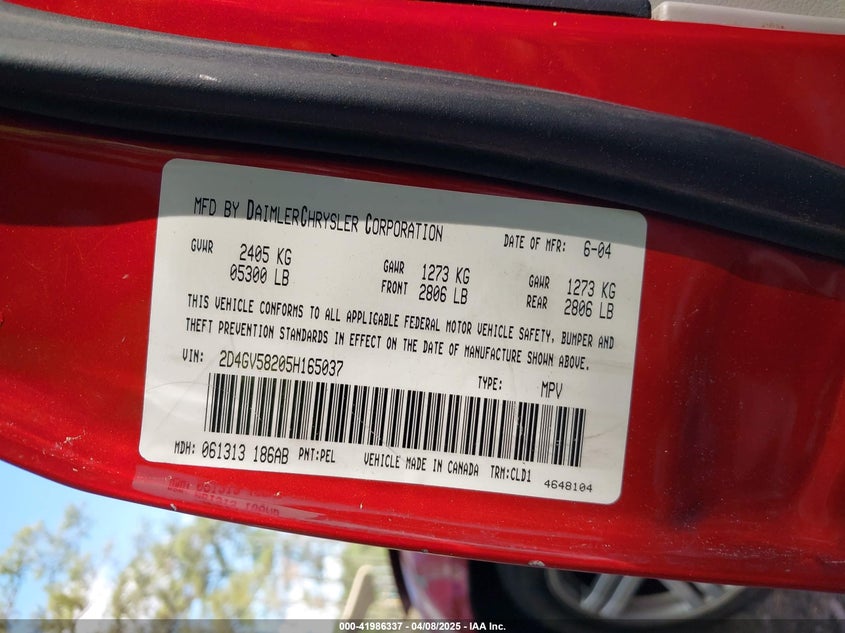 MFD BY DAIMLERCHRYSLER CORPORATION DATE OF MFR: 6-04
GVWR 2405 KG 05300 LB GAWR FRONT 1273 KG 2806 LB GAWR REAR 1273 KG 2806 LB
THIS VEHICLE CONFORMS TO ALL APPLICABLE FEDERAL MOTOR VEHICLE SAFETY, BUMPER AND
THEFT PREVENTION STANDARDS IN EFFECT ON THE DATE OF MANUFACTURE SHOWN ABOVE.
VIN: 2D4GV58205H165037 TYPE: MPV
MDH: 061313 186AB PNT:PEL VEHICLE MADE IN CANADA TRM:CLD1 4648104
000-41986337 - 04/08/2025 - IAA Inc.